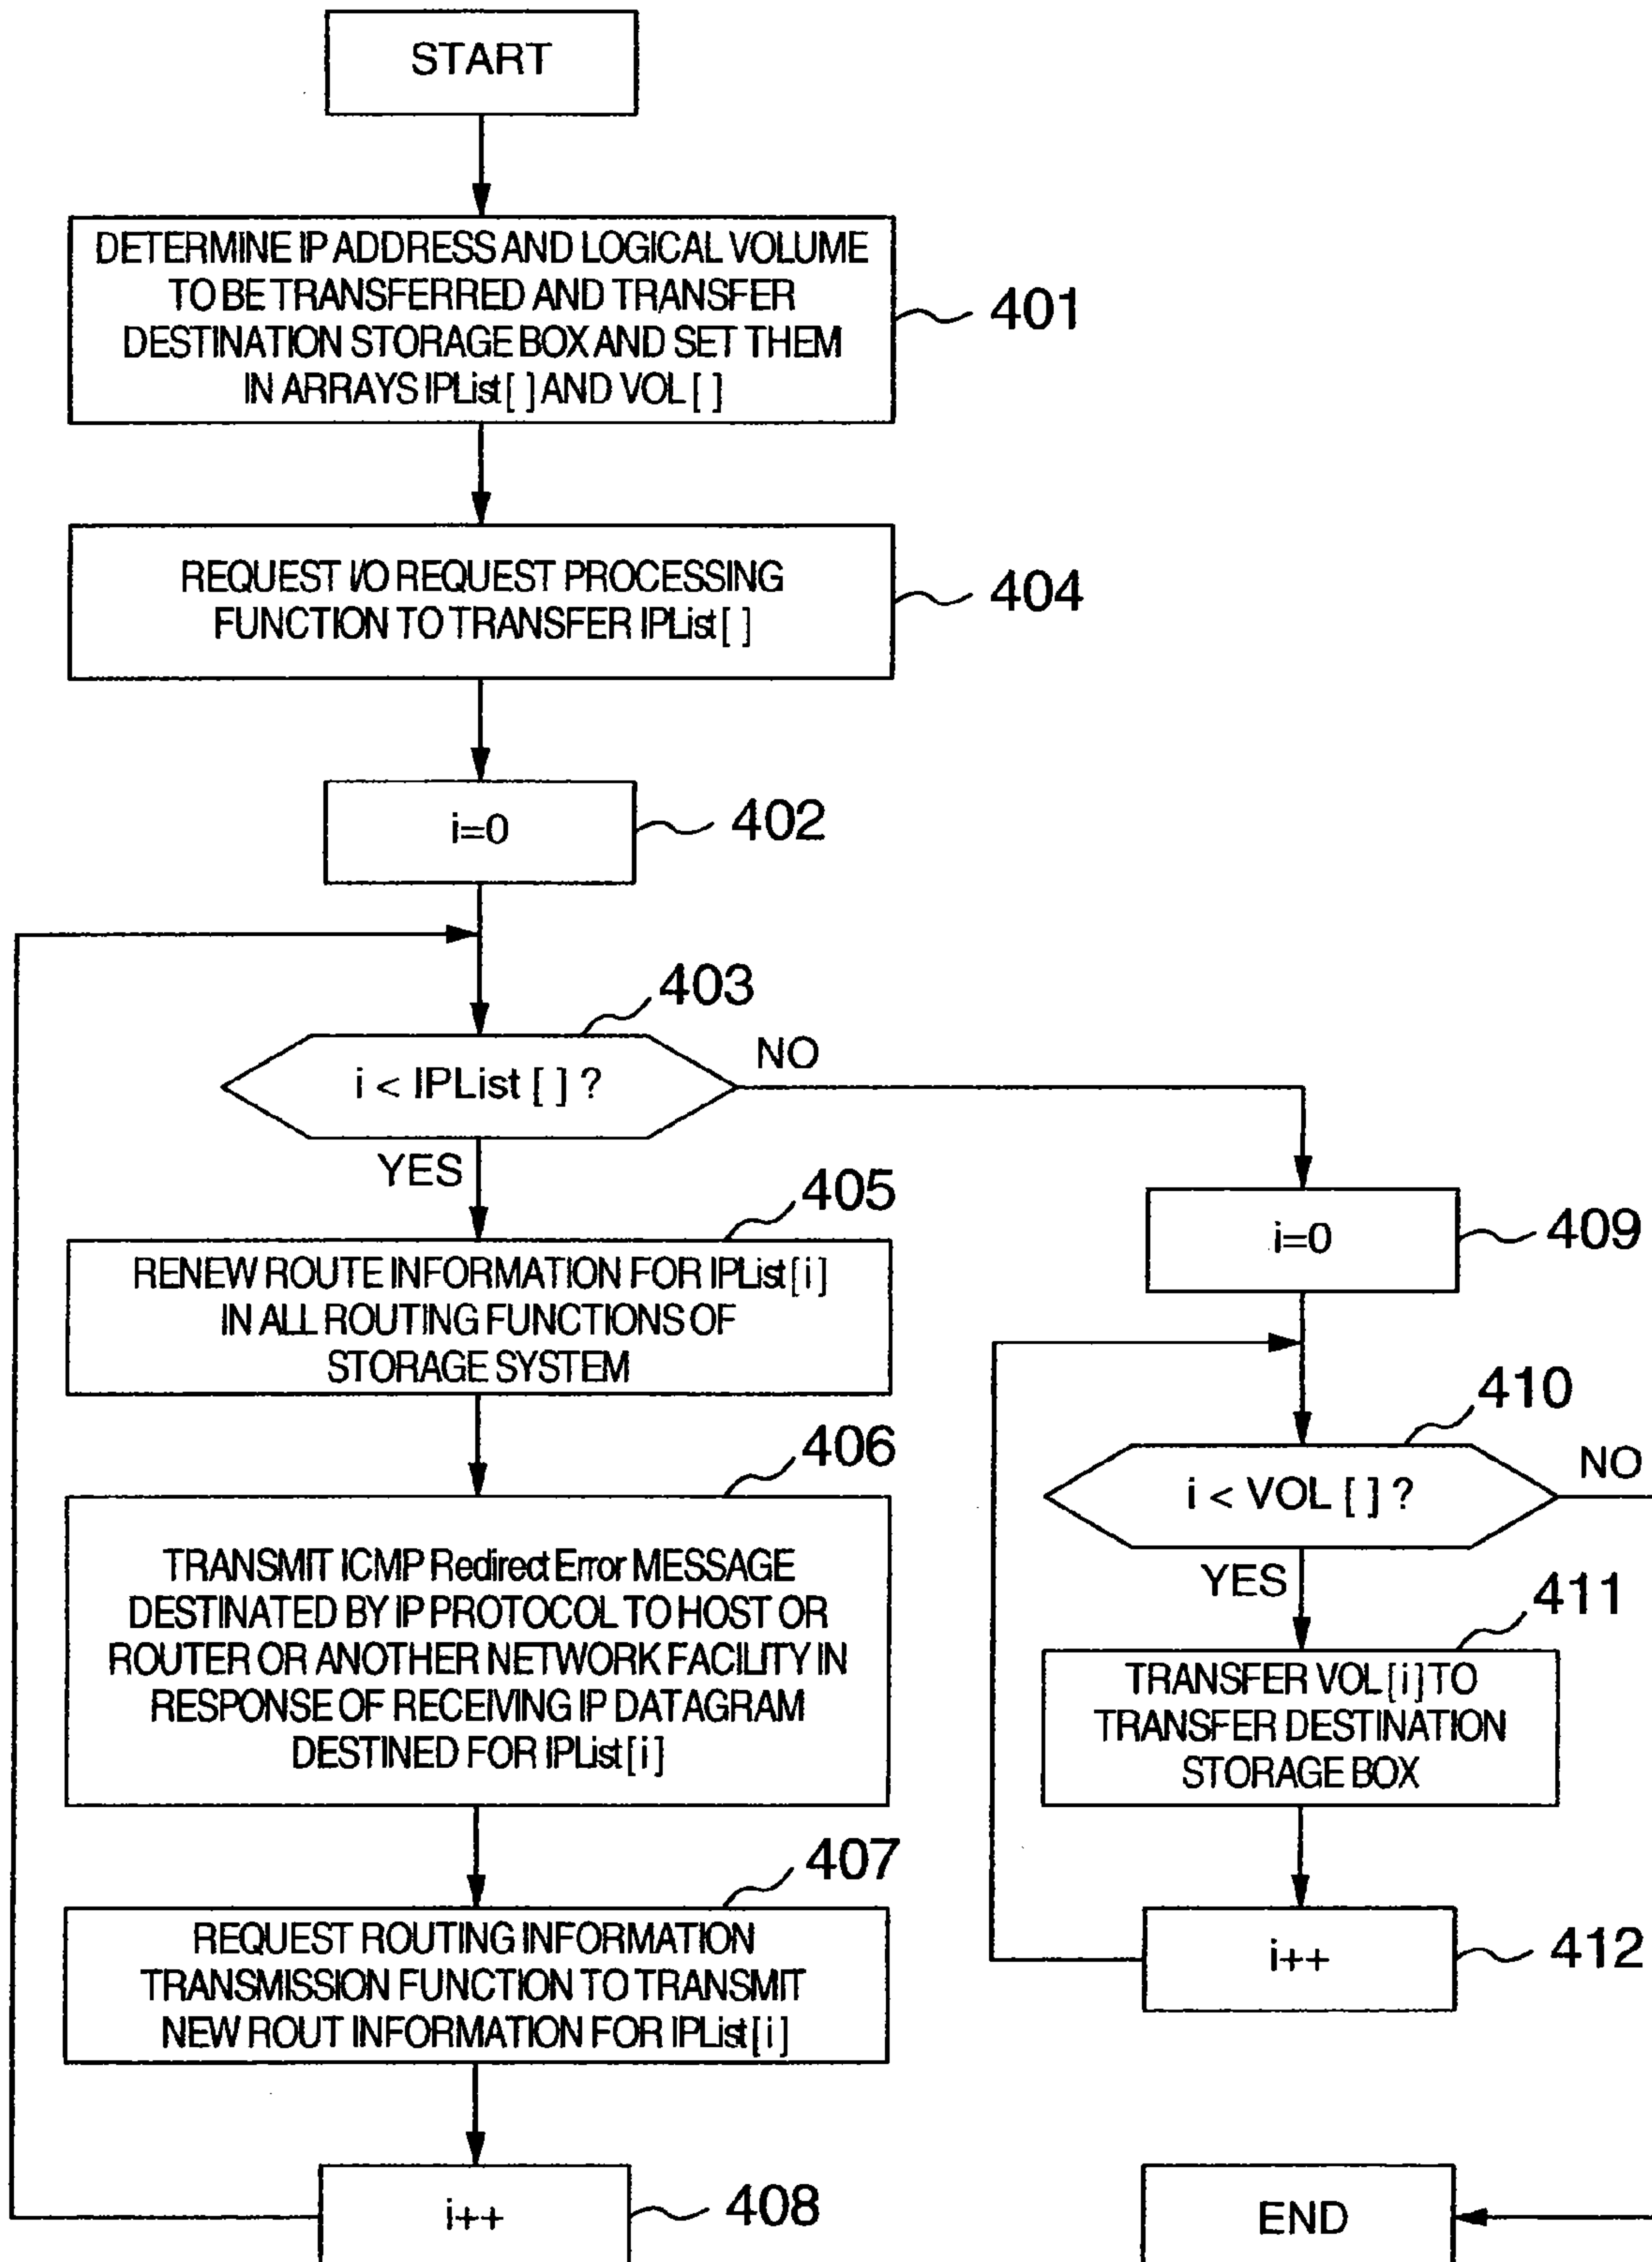 START
DETERMINE IP ADDRESS AND LOGICAL VOLUME
TO BE TRANSFERRED AND TRANSFER
DESTINATION STORAGE BOX AND SET THEM
IN ARRAYS IPList [ ] AND VOL [ ]
401
REQUEST I/O REQUEST PROCESSING
FUNCTION TO TRANSFER IPList [ ]
404
i=0
402
403
i < IPList [ ] ?
NO
YES
405
RENEW ROUTE INFORMATION FOR IPList [i]
IN ALL ROUTING FUNCTIONS OF
STORAGE SYSTEM
406
TRANSMIT ICMP Redirect Error MESSAGE
DESTINATED BY IP PROTOCOL TO HOST OR
ROUTER OR ANOTHER NETWORK FACILITY IN
RESPONSE OF RECEIVING IP DATAGRAM
DESTINED FOR IPList [i]
407
REQUEST ROUTING INFORMATION
TRANSMISSION FUNCTION TO TRANSMIT
NEW ROUT INFORMATION FOR IPList [i]
i++
408
i=0
409
410
i < VOL [ ] ?
NO
YES
411
TRANSFER VOL [i] TO
TRANSFER DESTINATION
STORAGE BOX
i++
412
END